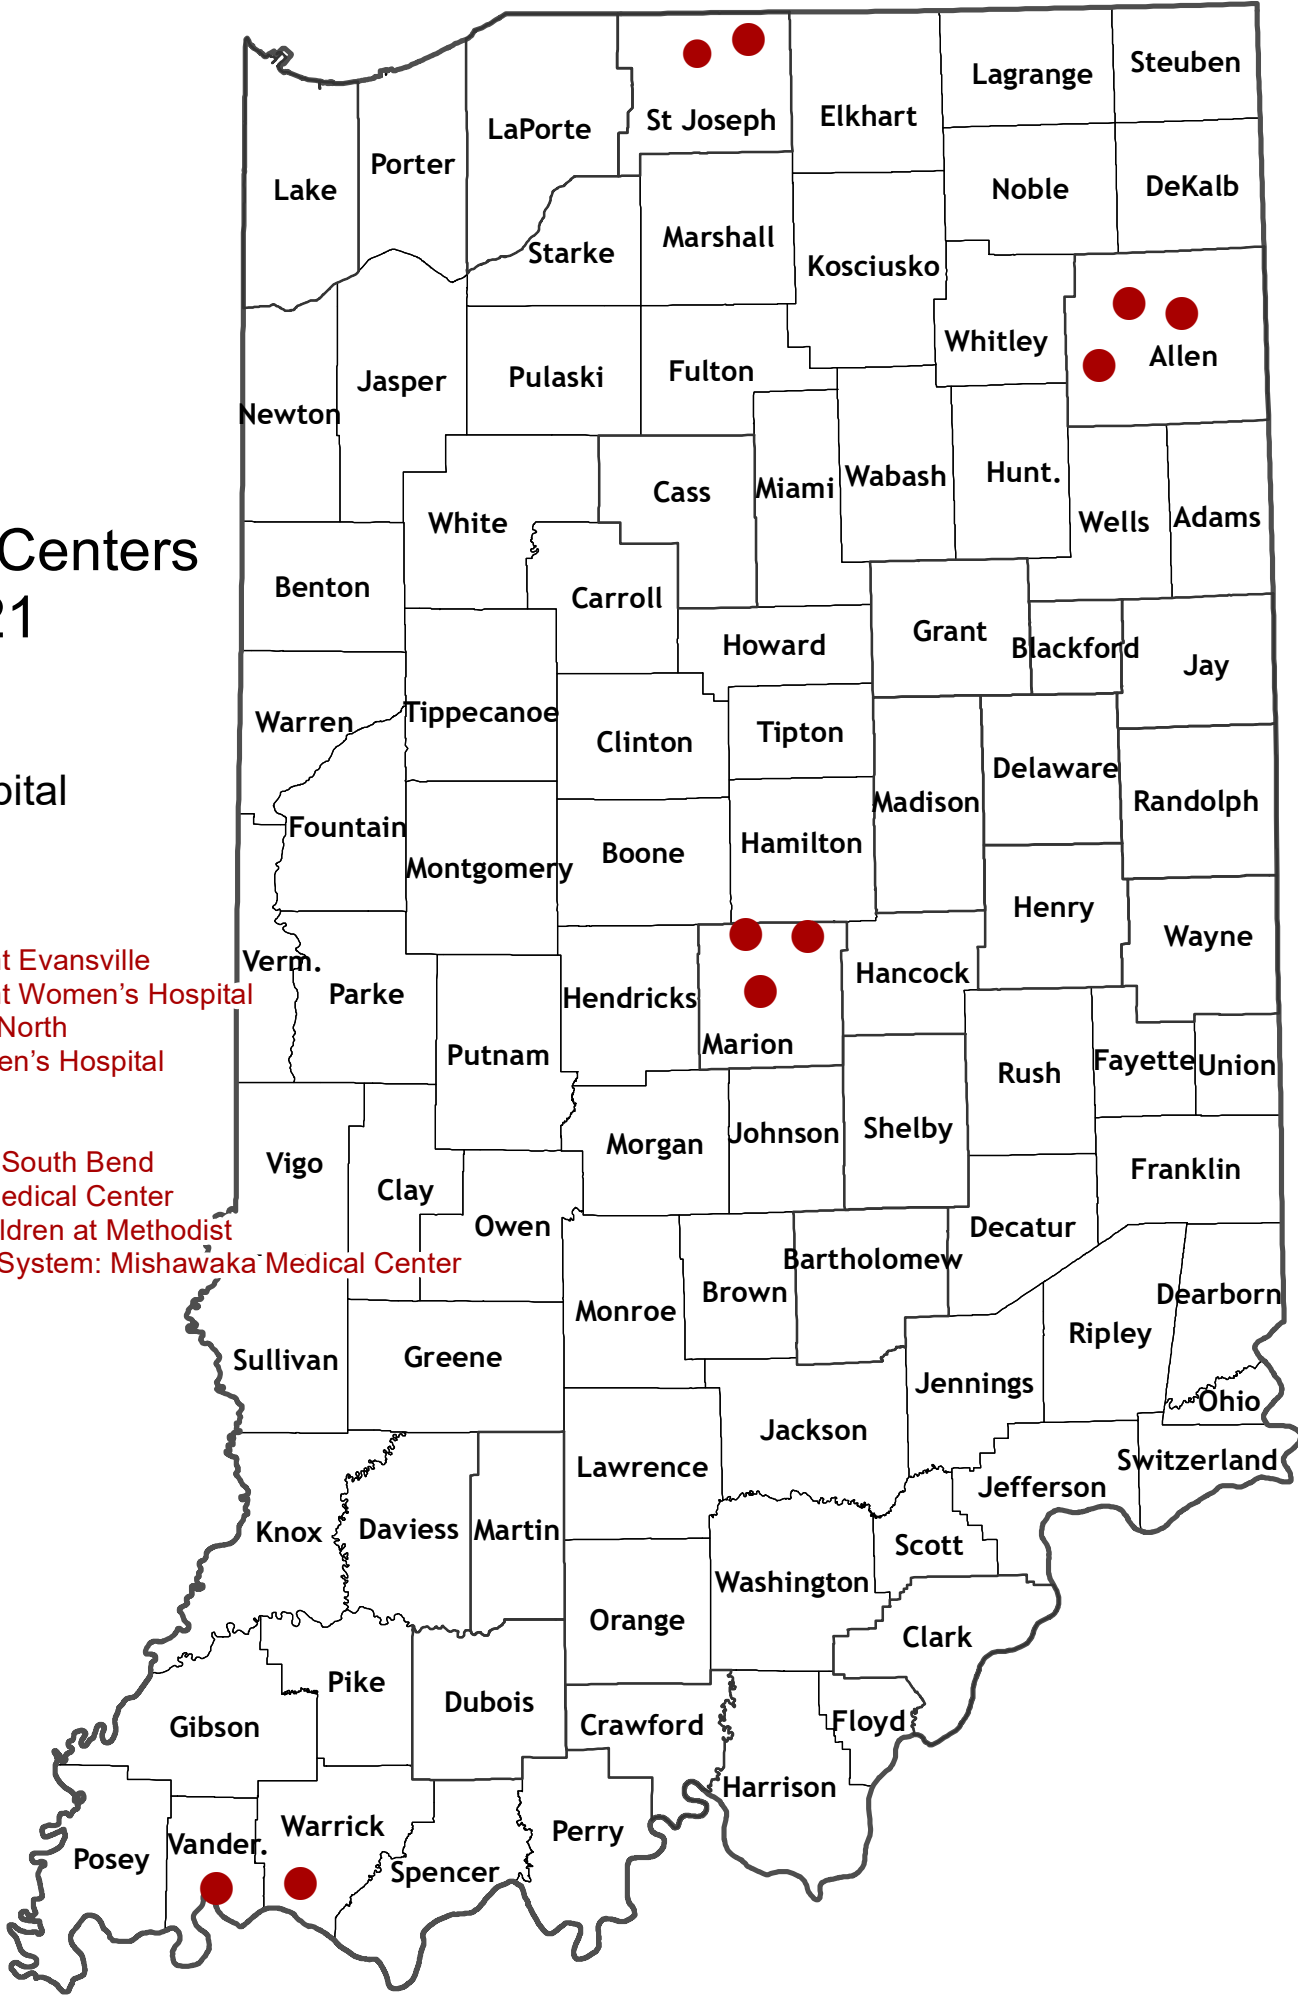 Steuben
Lagrange
Elkhart
St Joseph
LaPorte
Porter
Lake
Noble
DeKalb
Marshall
Starke
Kosciusko
Whitley
Allen
Fulton
Pulaski
Jasper
Newton
Wabash
Hunt.
Miami
Cass
White
Wells
Adams
Centers
Benton
Carroll
21
Grant
Howard
Blackford
Jay
Tippecanoe
Warren
Tipton
Clinton
Delaware
pital
Madison
Randolph
Fountain
Hamilton
Boone
Montgomery
Henry
Wayne
t Evansville
Verm.
Hancock
t Women's Hospital
Parke
Hendricks
North
Marion
Putnam
en's Hospital
Rush
Fayette
Union
Shelby
Johnson
Morgan
South Bend
Vigo
Franklin
Clay
edical Center
ldren at Methodist
Owen
Decatur
System: Mishawaka Medical Center
Bartholomew
Brown
Dearborn
Monroe
Ripley
Sullivan
Greene
Jennings
Ohio
Jackson
Switzerland
Lawrence
Jefferson
Knox
Daviess
Martin
Scott
Washington
Orange
Clark
Pike
Dubois
Gibson
Crawford
Floyd
Harrison
Warrick
Perry
Vander.
Posey
Spencer